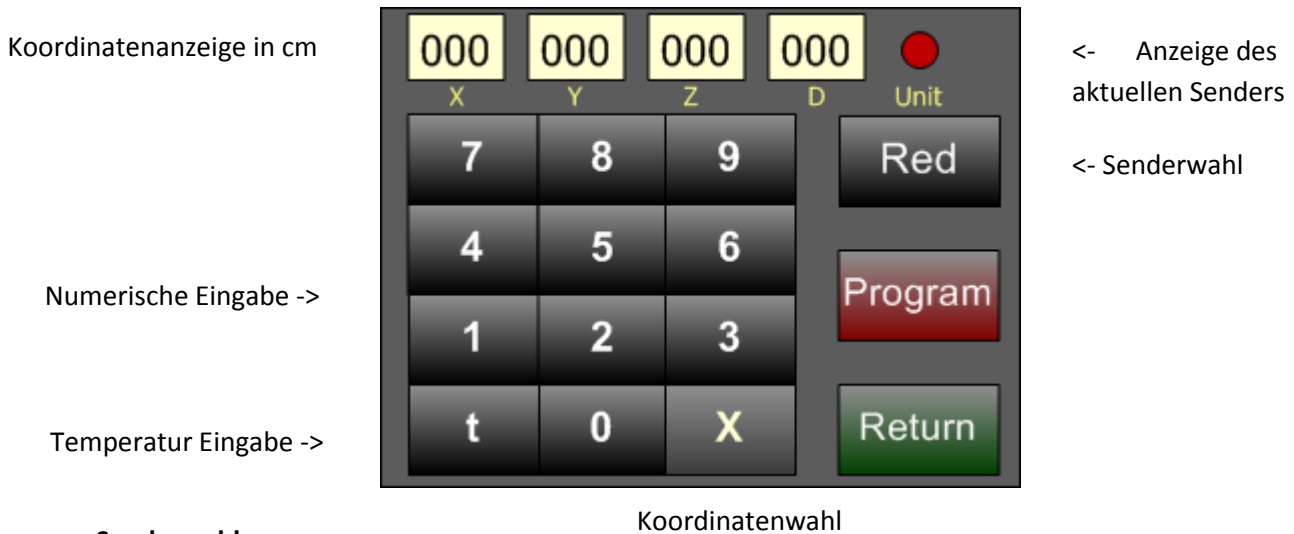 Koordinatenanzeige in cm
000 000 000 000
<- Anzeige des
aktuellen Senders
X Y Z D Unit
7 8 9 Red
<- Senderwahl
4 5 6
Numerische Eingabe ->
Program
1 2 3
Temperatur Eingabe ->
t 0 X Return
Koordinatenwahl